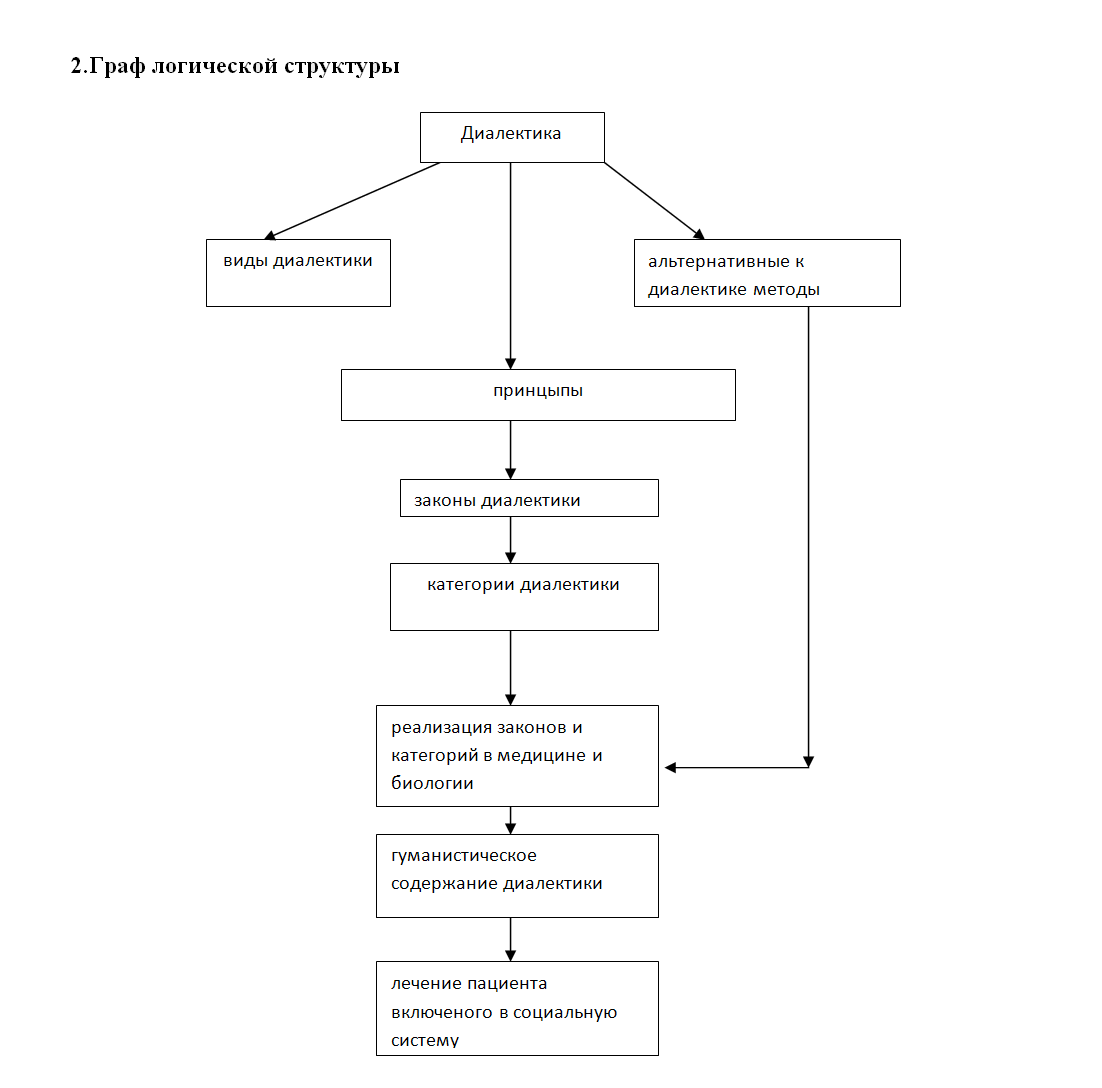 2.Граф логической структуры
Диалектика
виды диалектики
альтернативные к
диалектике методы
принцыпы
законы диалектики
категории диалектики
реализация законов и
категорий в медицине и
биологии
гуманистическое
содержание диалектики
лечение пациента
включеного в социальную
систему